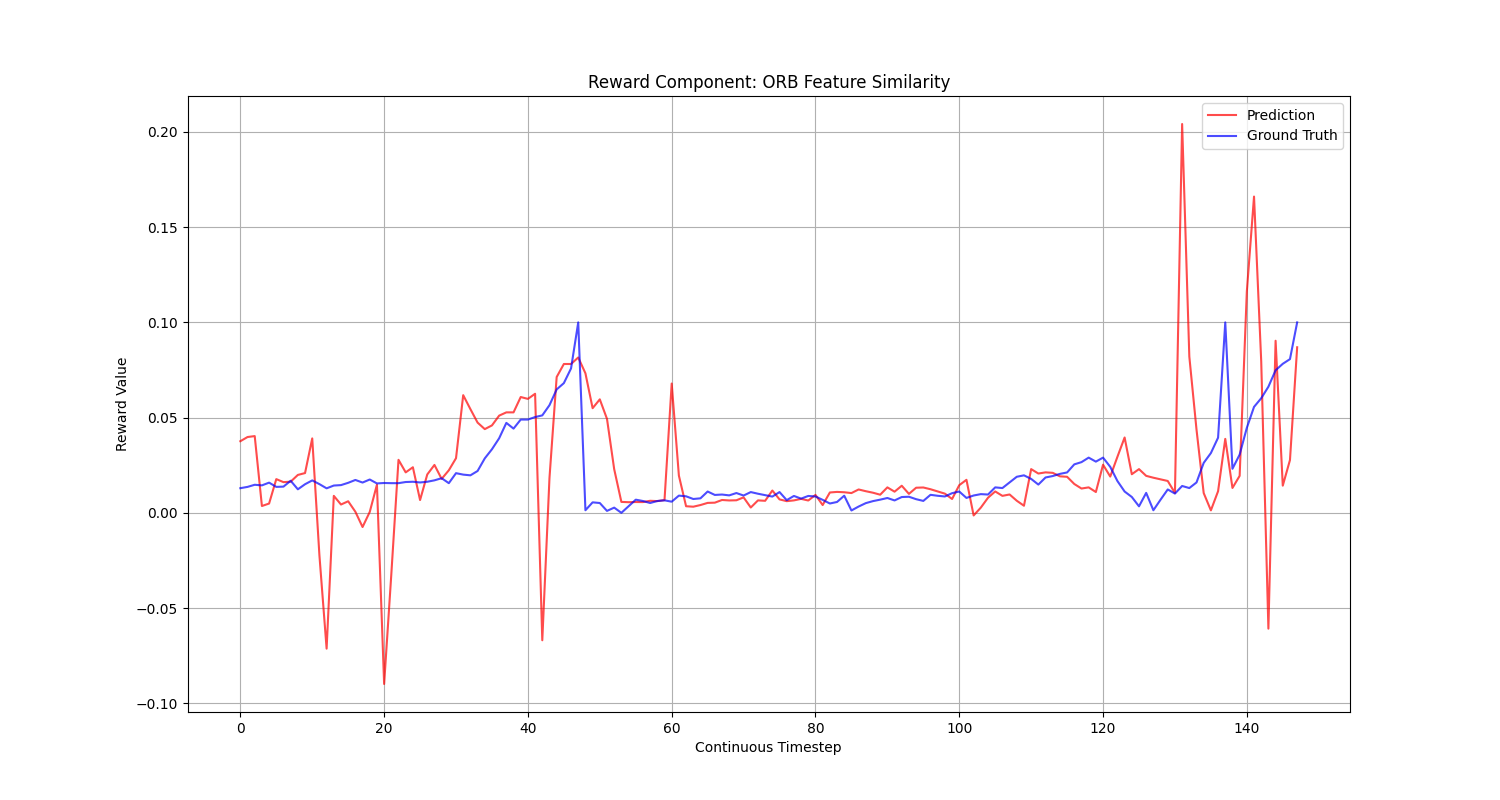 Reward Component: ORB Feature Similarity
Prediction
Ground Truth
Reward Value
0.20
0.15
0.10
0.05
0.00
−0.05
−0.10
0 20 40 60 80 100 120 140
Continuous Timestep